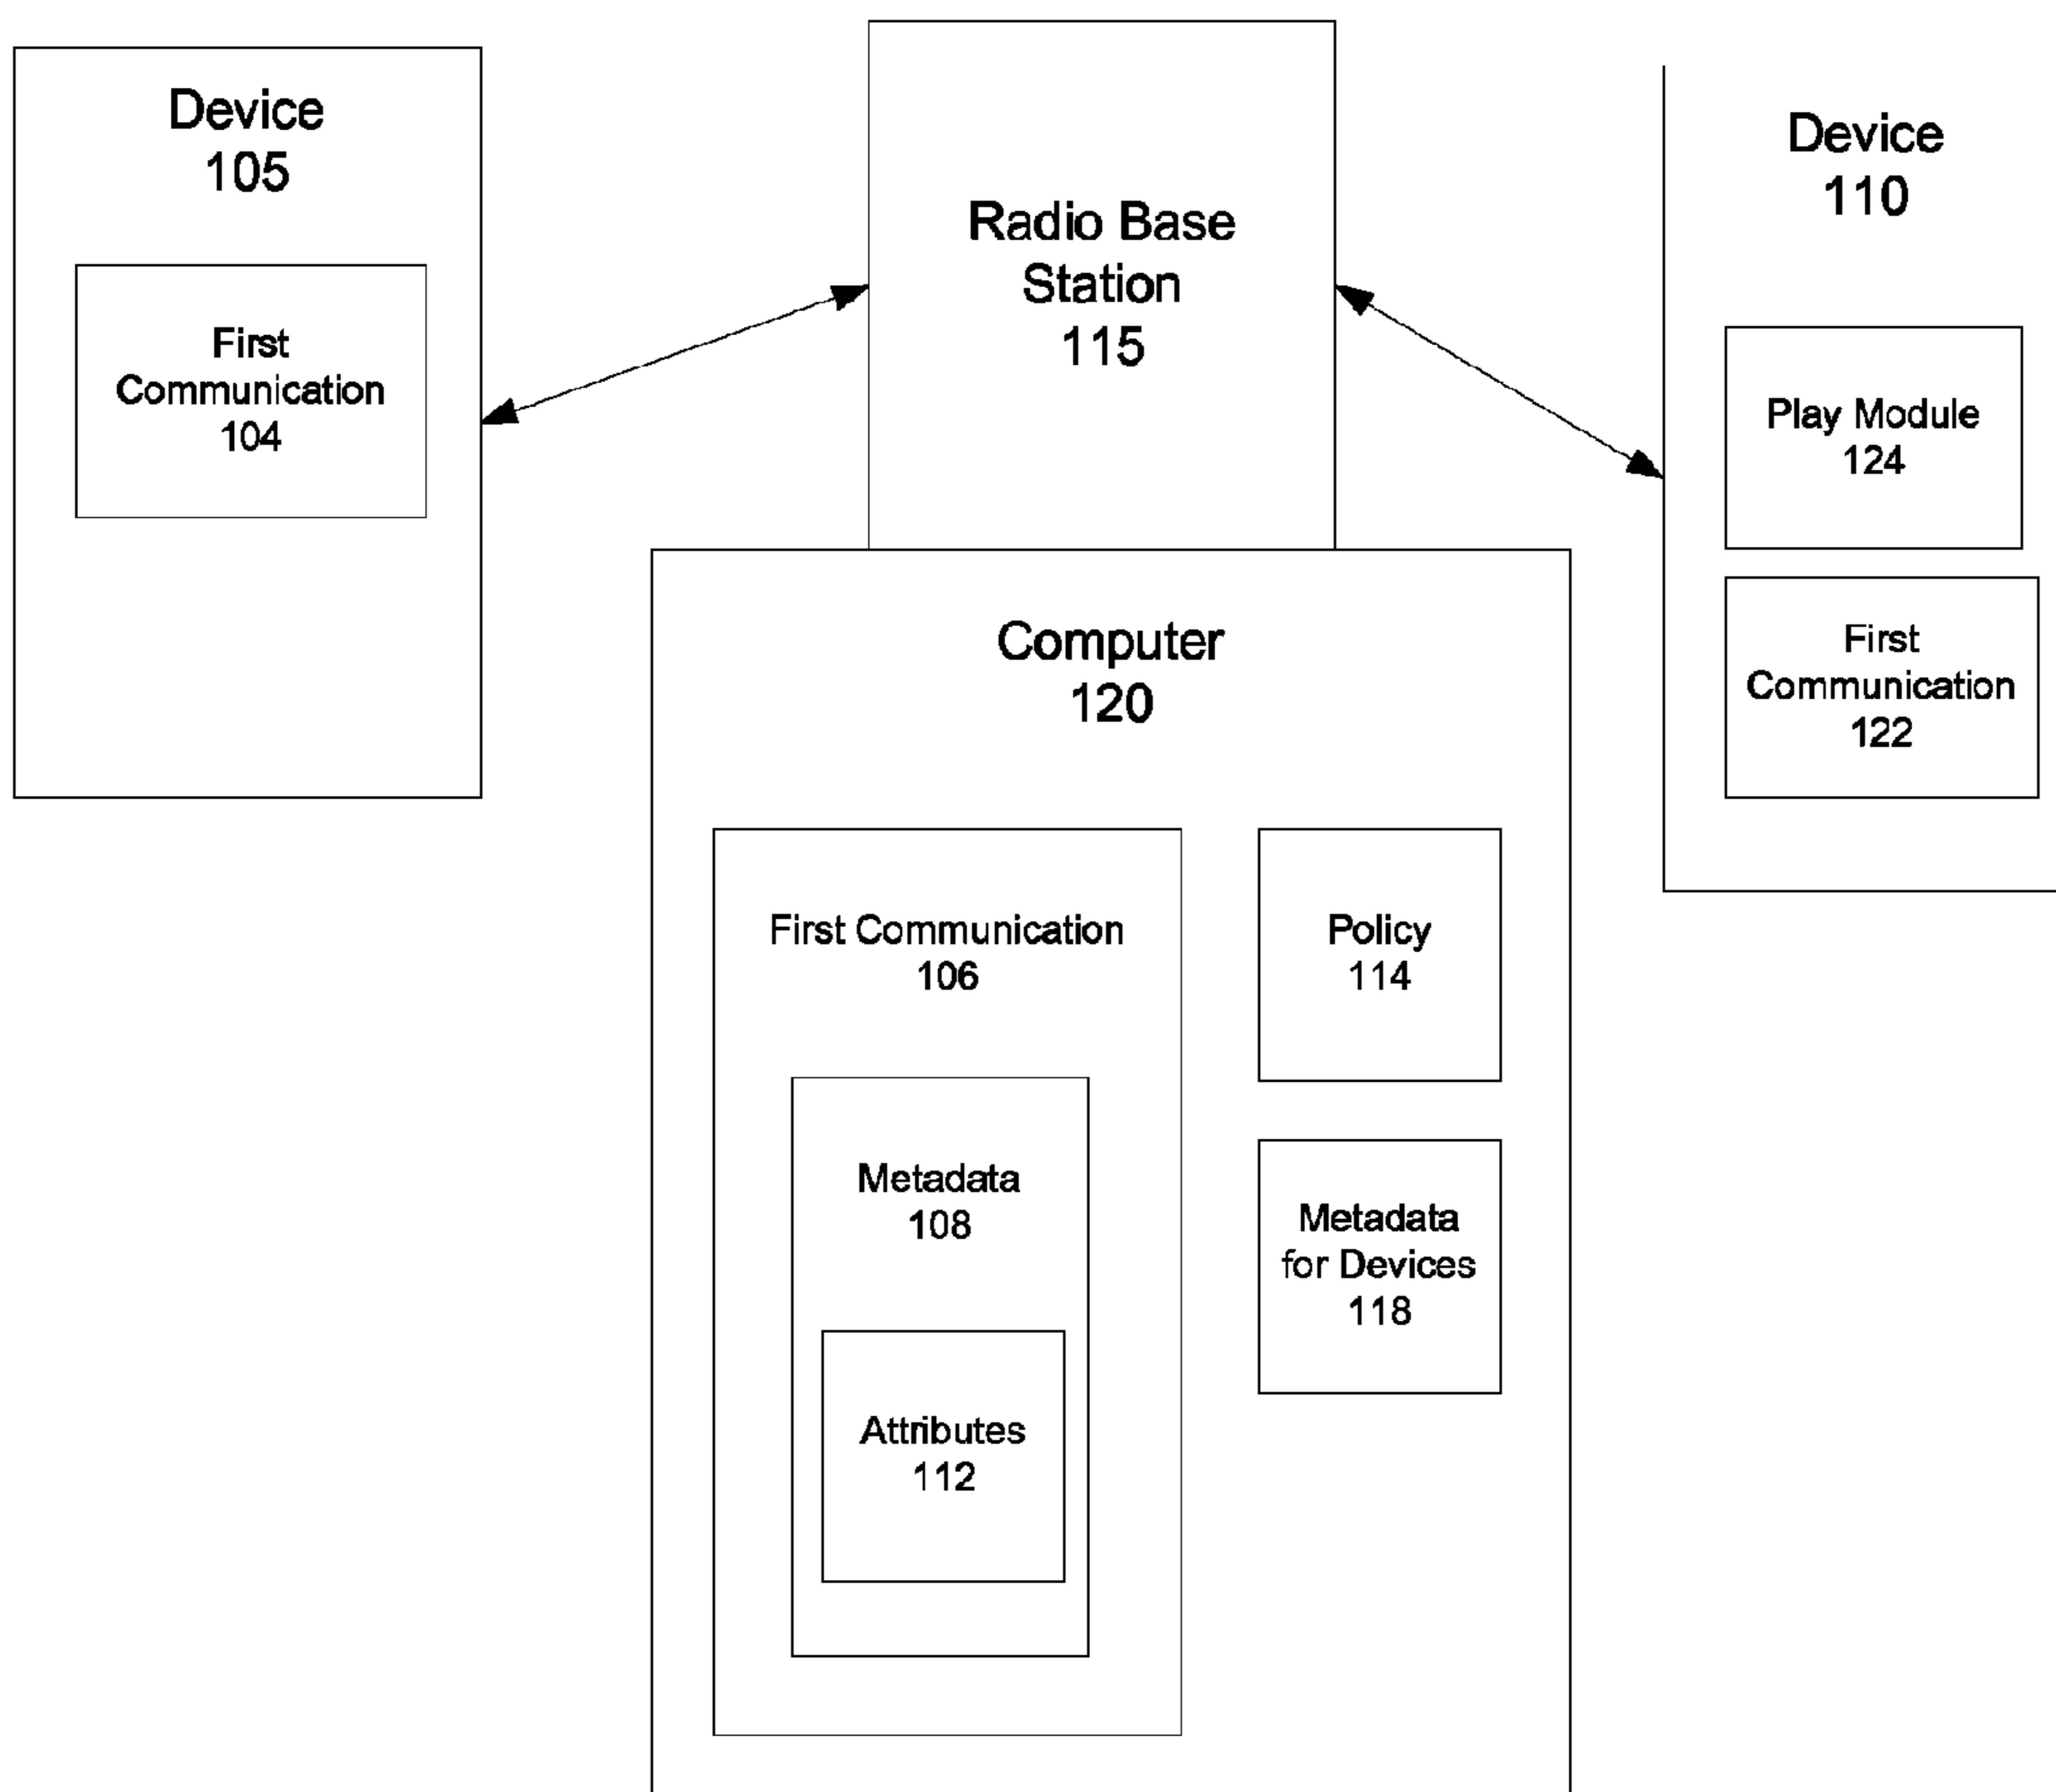 Device
105
First
Communication
104
Radio Base
Station
115
Device
110
Play Module
124
First
Communication
122
Computer
120
First Communication
106
Metadata
108
Attributes
112
Policy
114
Metadata
for Devices
118